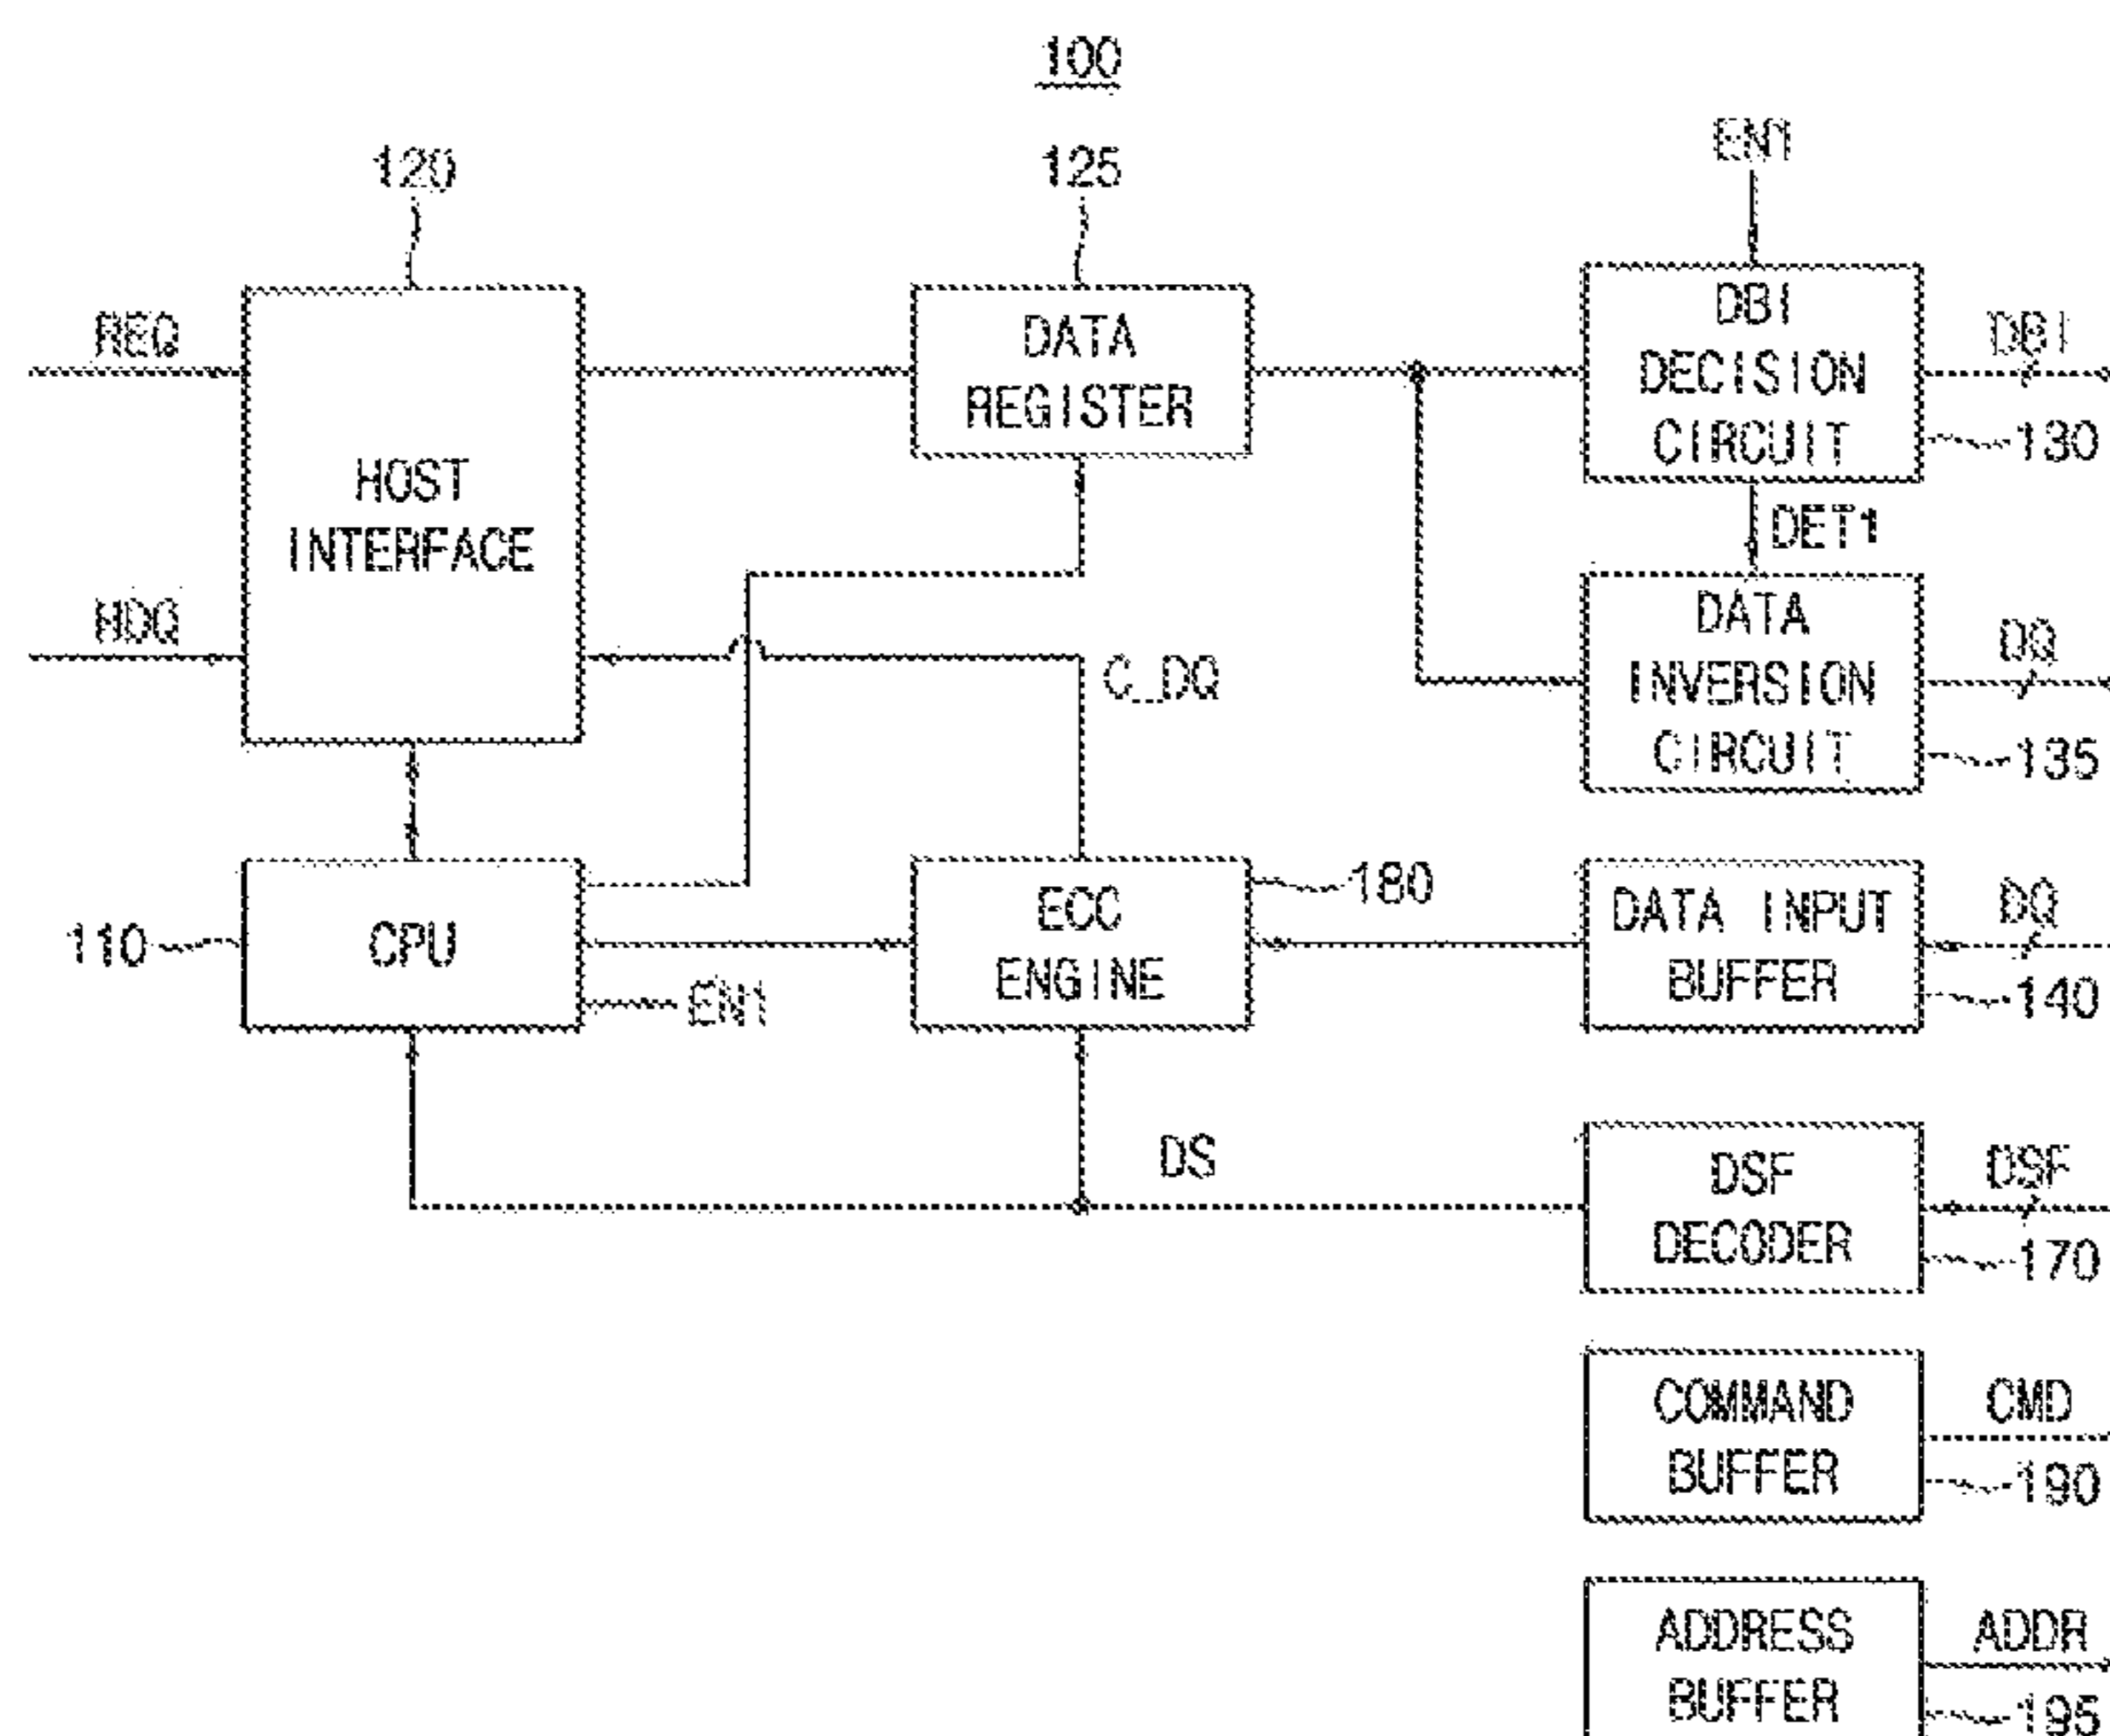 100
120
125
EN1
REQ
HDQ
HOST
INTERFACE
DATA
REGISTER
DBI
DECISION
CIRCUIT
DBI
130
DET1
DATA
INVERSION
CIRCUIT
DQ
135
C_DQ
110
CPU
EN1
ECC
ENGINE
180
DATA INPUT
BUFFER
DQ
140
DS
DSF
DECODER
DSF
170
COMMAND
BUFFER
CMD
190
ADDRESS
BUFFER
ADDR
195